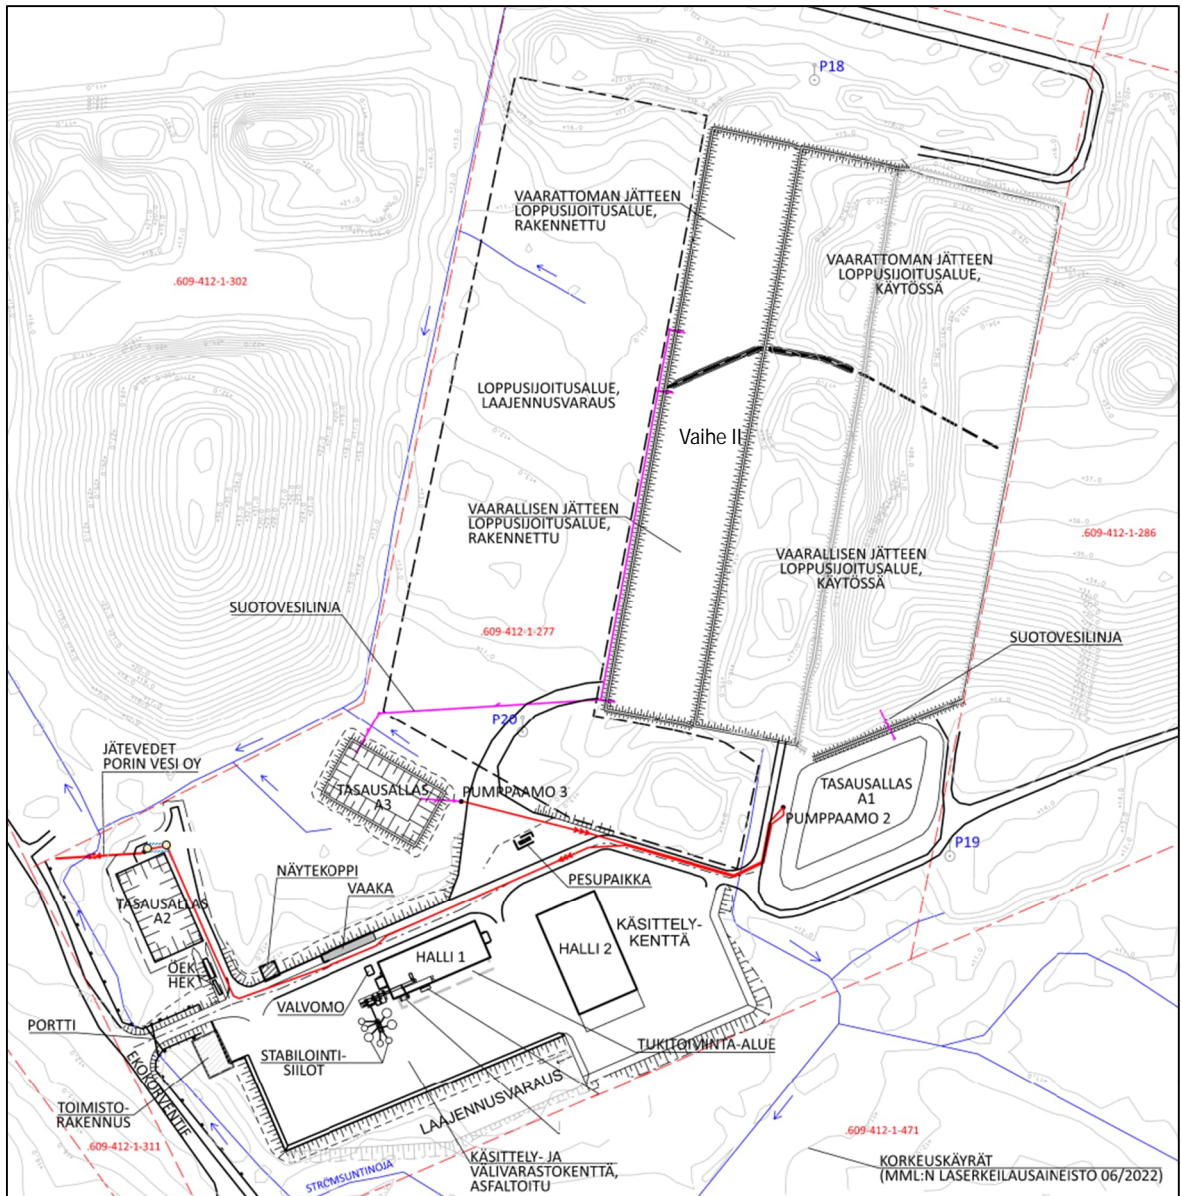 P18
VAARATTOMAN JÄTTEEN
LOPPUSIJOITUSALUE,
RAKENNETTU
VAARATTOMAN JÄTTEEN
LOPPUSIJOITUSALUE,
KÄYTÖSSÄ
.609-412-1-302
LOPPUSIJOITUSALUE,
LAAJENNUSVARAUS
Vaihe II
VAARALLISEN JÄTTEEN
LOPPUSIJOITUSALUE,
RAKENNETTU
.609-412-1-286
VAARALLISEN JÄTTEEN
LOPPUSIJOITUSALUE,
KÄYTÖSSÄ
SUOTOVESILINJA
.609-412-1-277
SUOTOVESILINJA
P20
JÄTEVEDET
PORIN VESI OY
TASAUSALLAS
A3
PUMPPAAMO 3
TASAUSALLAS
A1
PUMPPAAMO 2
P19
NÄYTEKOPPI
VAAKA
PESUPAIKKA
TASAUSALLAS
A2
KÄSITTELY-
KENTTÄ
HALLI 1
HALLI 2
ÖEK
HEK
VALVOMO
PORTTI
STABILOINTI-
SIILOT
TUKITOIMINTA-ALUE
EKOKORVENTIE
LAAJENNUSVARAUS
TOIMISTO-
RAKENNUS
.609-412-1-311
.609-412-1-471
KÄSITTELY- JA
VÄLIVARASTOKENTTÄ,
ASFALTOITU
KORKEUSKÄYRÄT
(MML:N LASERKEILAUSAINEISTO 06/2022)
STRÖMSUNTINOJA